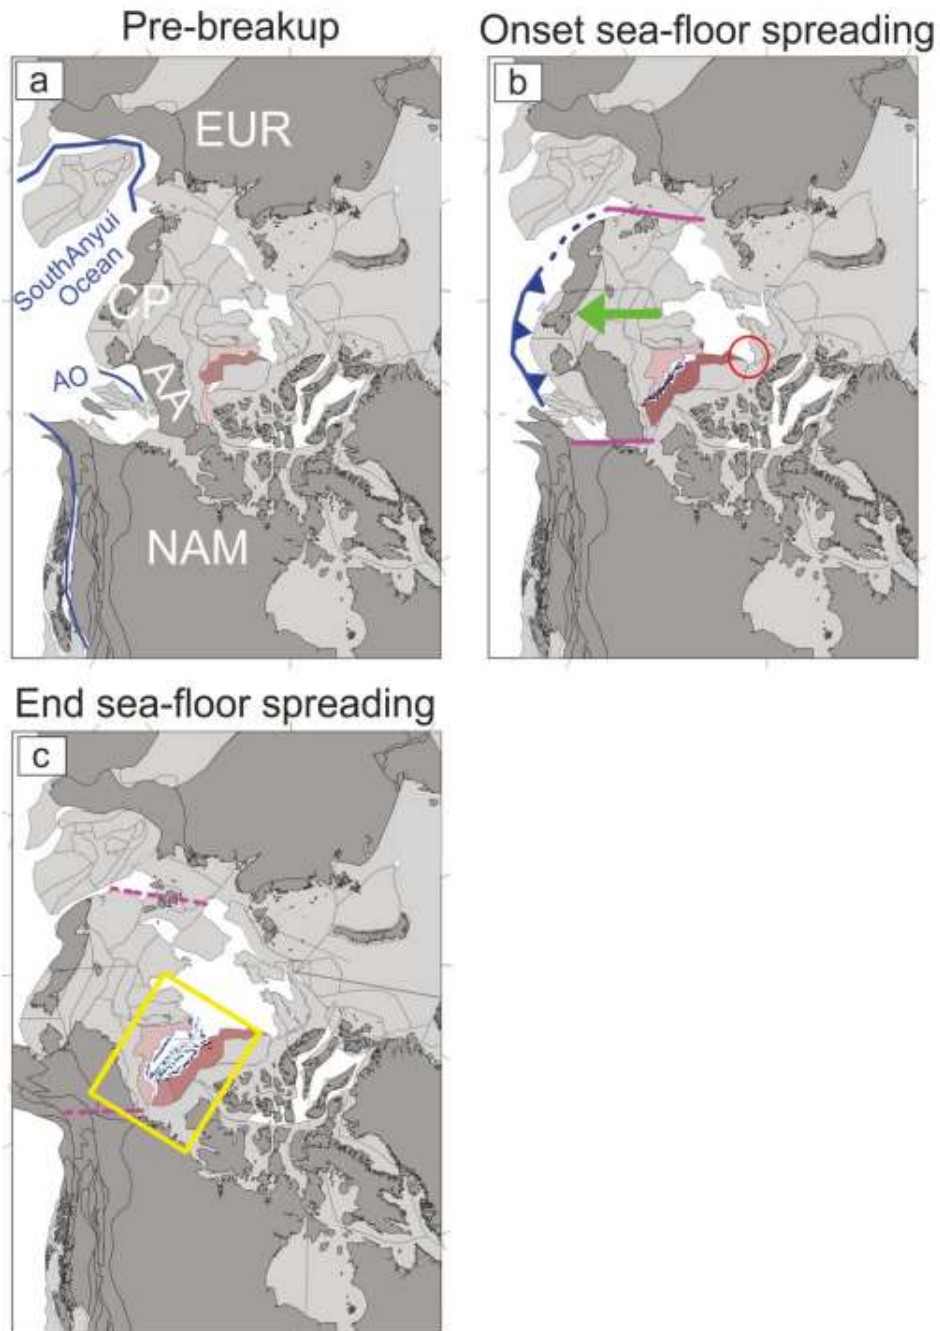 Pre-breakup
Onset sea-floor spreading
a
EUR
SouthAnyui
Ocean
CP
AO
AA
NAM
b
End sea-floor spreading
c